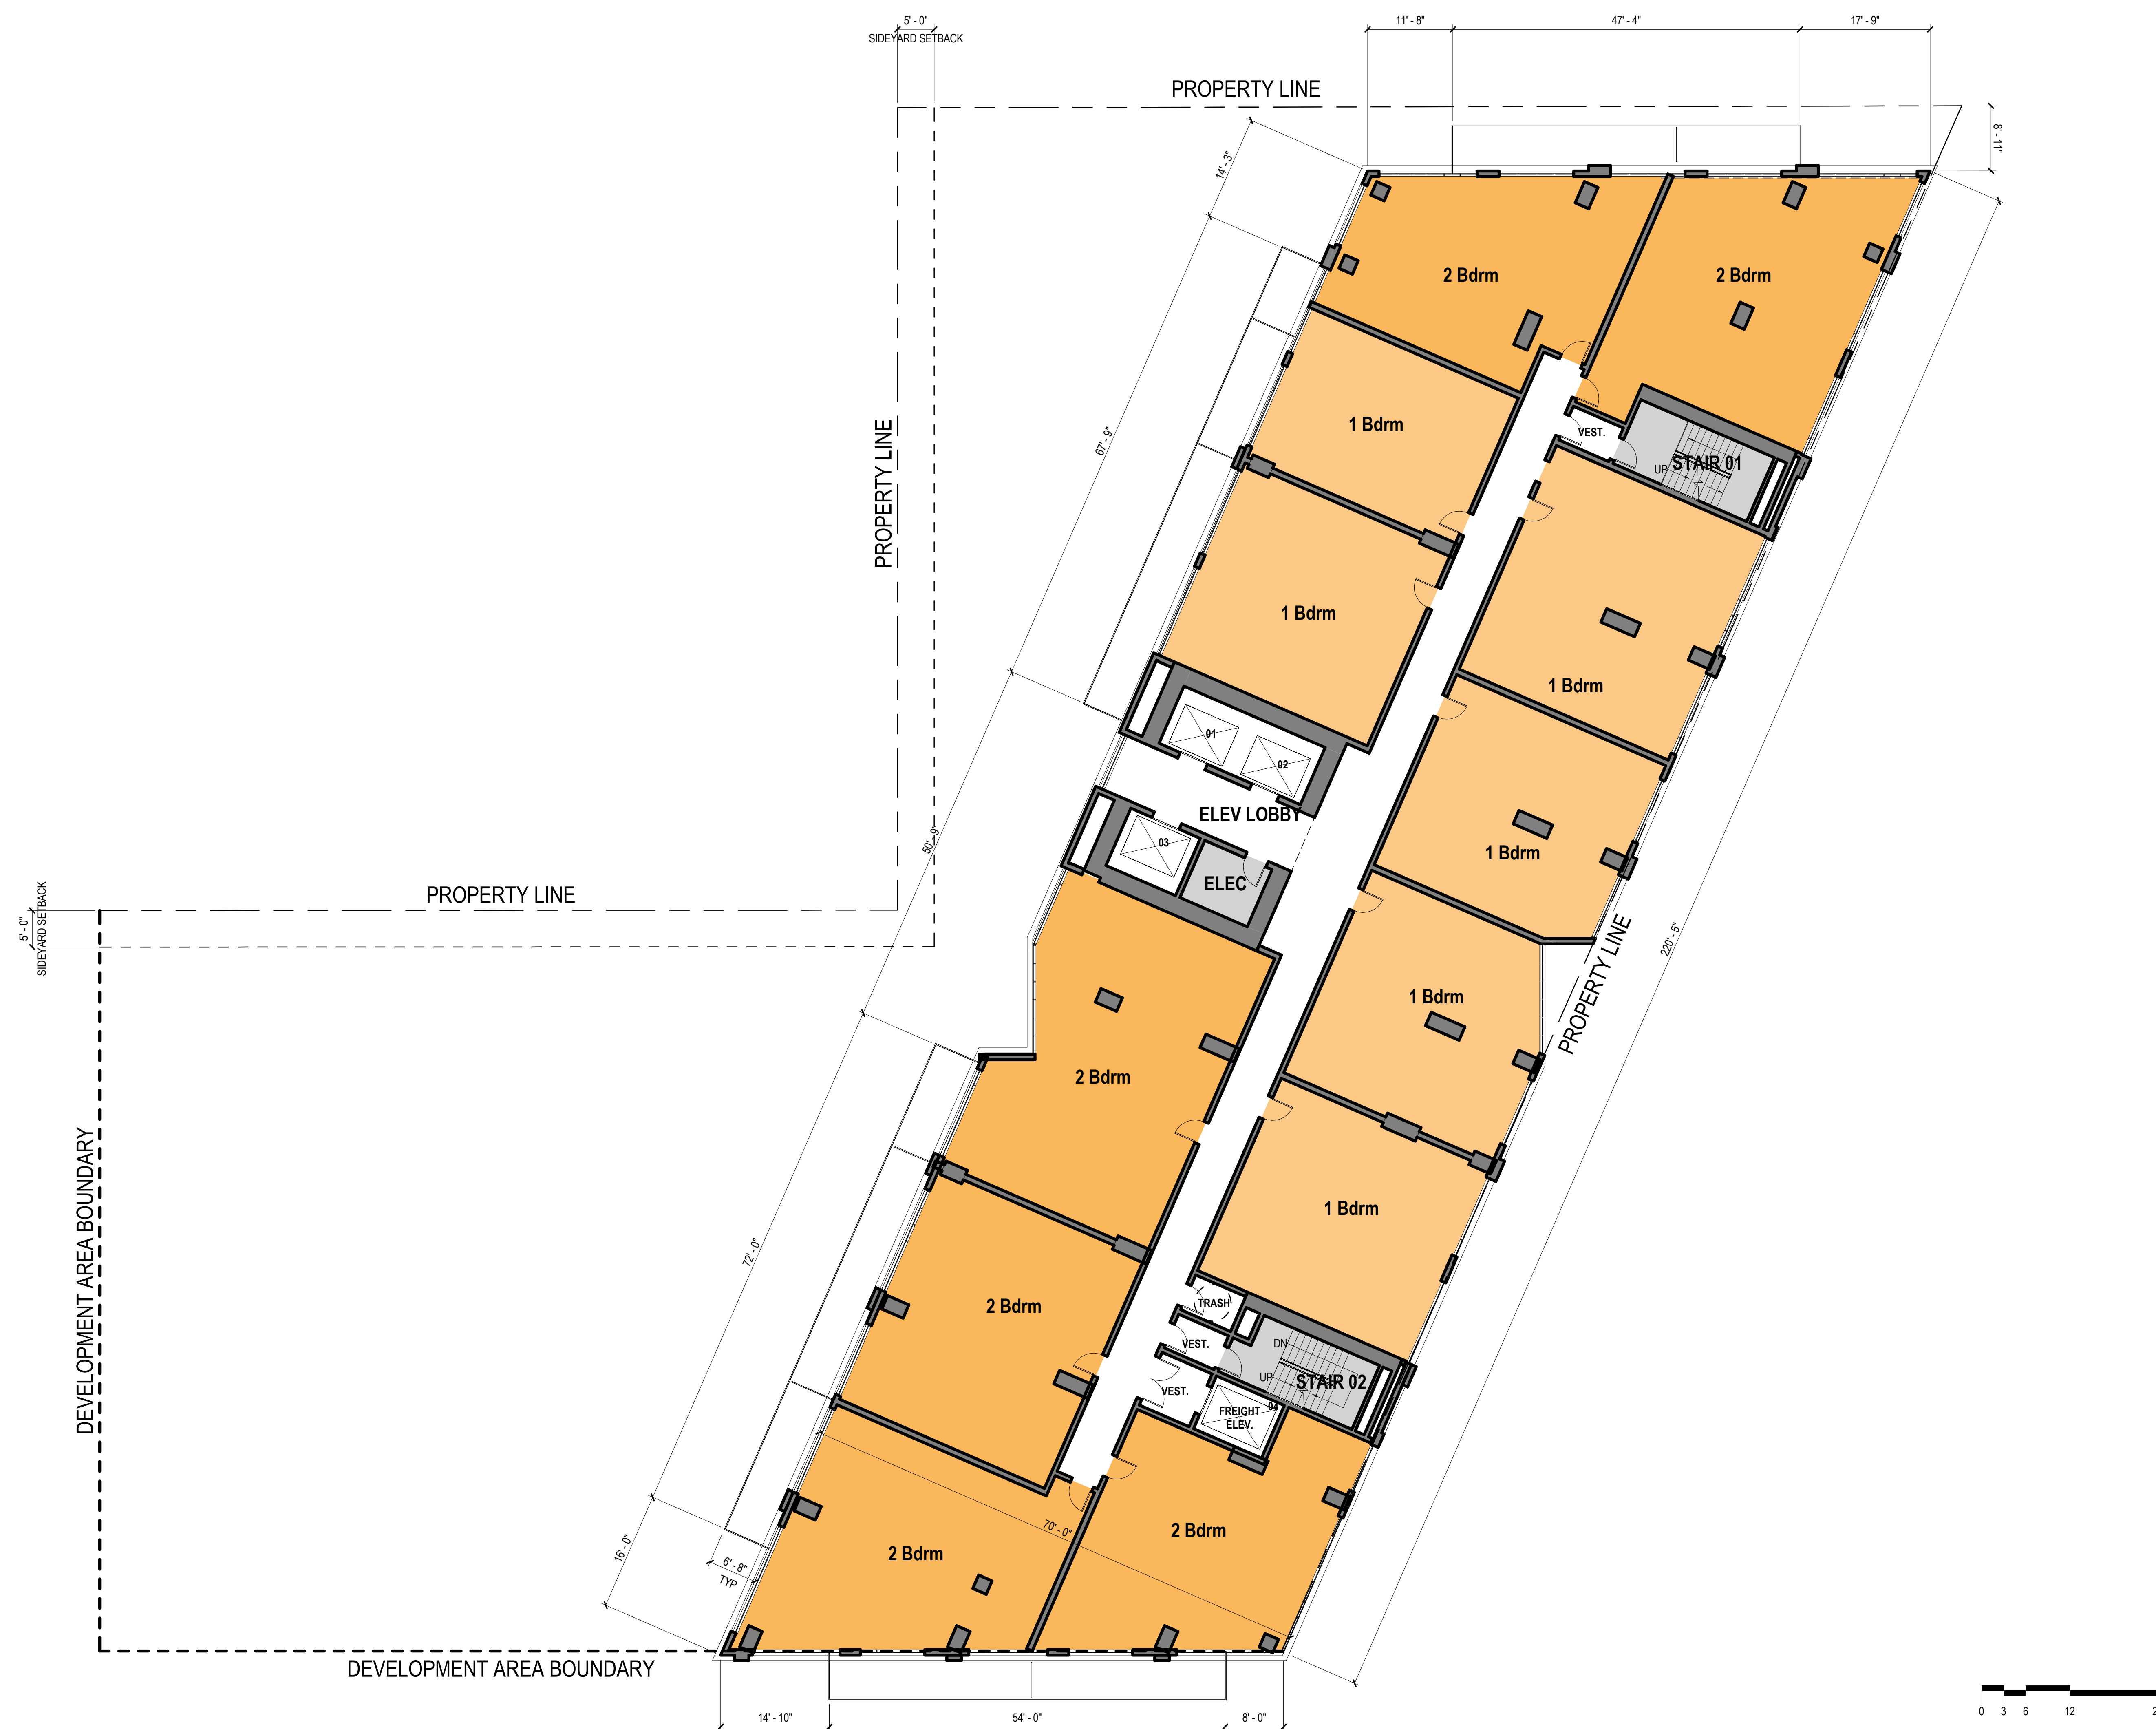 5' - 0"
11' - 8"
47' - 4"
17' - 9"
SIDEYARD SETBACK
PROPERTY LINE
8' - 11"
14' - 3"
2 Bdrm
2 Bdrm
1 Bdrm
VEST.
67' - 9"
STAIR 01
UP
PROPERTY LINE
1 Bdrm
1 Bdrm
01
02
ELEV LOBBY
50' - 9"
03
1 Bdrm
ELEC
PROPERTY LINE
5' - 0"
SIDEYARD SETBACK
220' - 5"
PROPERTY LINE
1 Bdrm
2 Bdrm
1 Bdrm
DEVELOPMENT AREA BOUNDARY
72' - 0"
2 Bdrm
TRASH
VEST.
DN
UP
STAIR 02
VEST.
04
FREIGHT
ELEV.
70' - 0"
2 Bdrm
2 Bdrm
16' - 0"
6' - 8"
TYP
DEVELOPMENT AREA BOUNDARY
14' - 10"
54' - 0"
8' - 0"
0 3 6 12